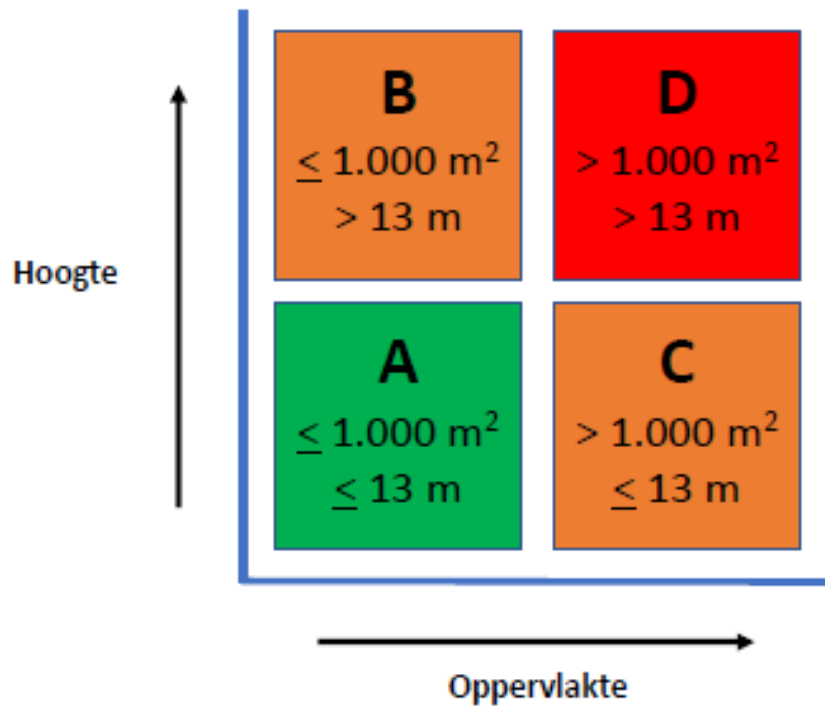 B
≤ 1.000 m²
> 13 m
D
> 1.000 m²
> 13 m
Hoogte
A
≤ 1.000 m²
≤ 13 m
C
> 1.000 m²
≤ 13 m
Oppervlakte